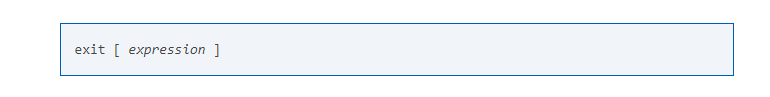 exit [ expression ]